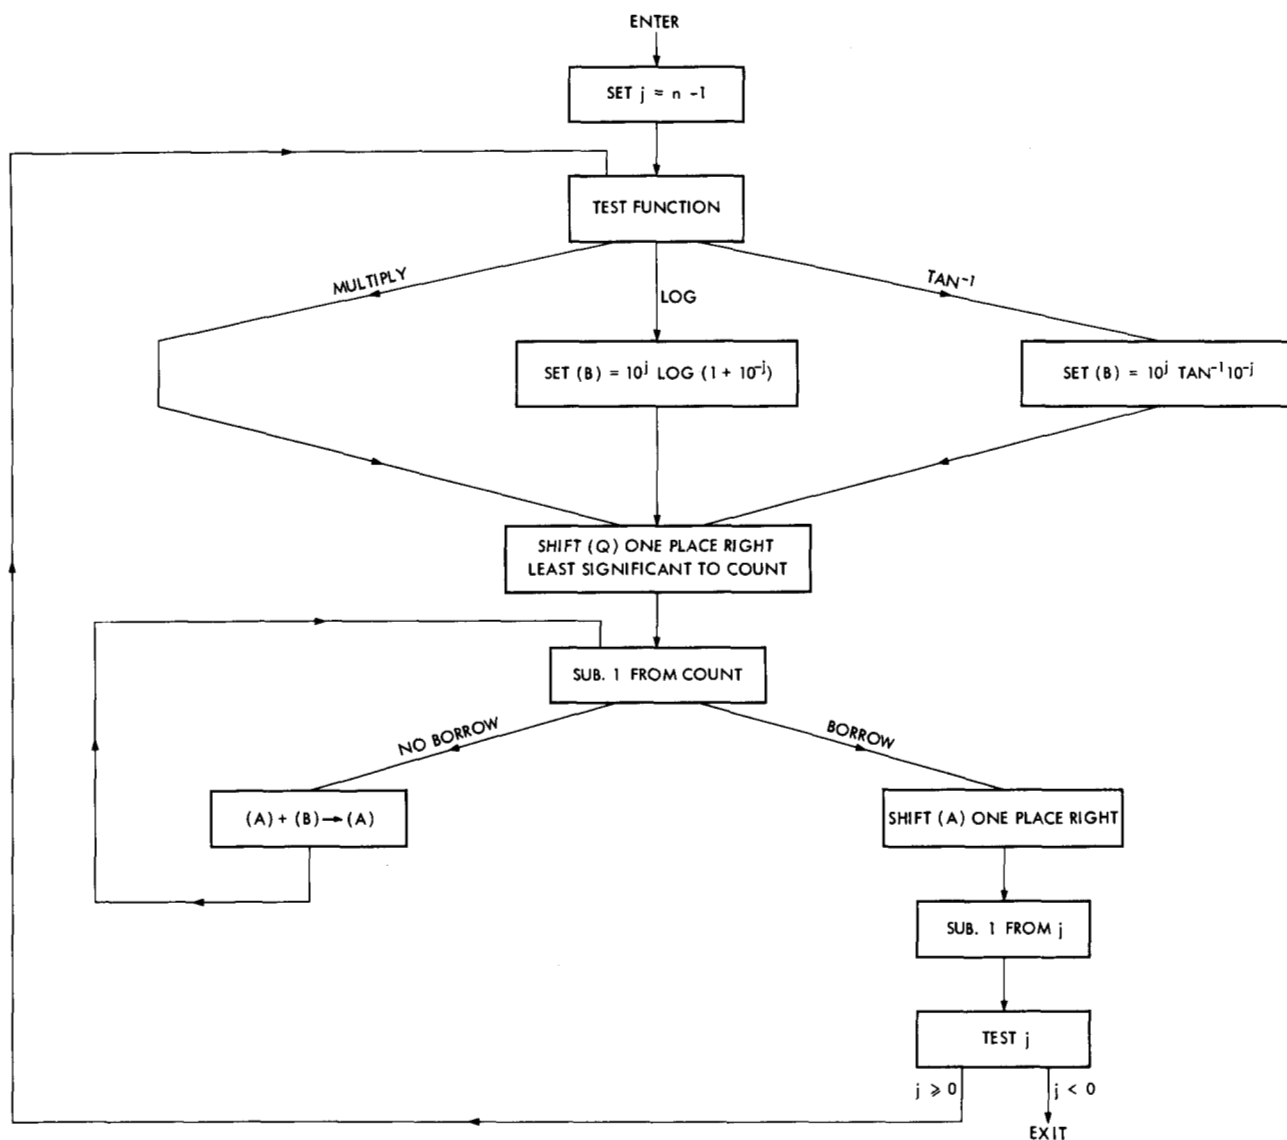 ENTER
SET j = n -1
TEST FUNCTION
MULTIPLY
LOG
TAN⁻¹
SET (B) = 10ʲ LOG (1 + 10⁻ʲ)
SET (B) = 10ʲ TAN⁻¹ 10⁻ʲ
SHIFT (Q) ONE PLACE RIGHT
LEAST SIGNIFICANT TO COUNT
SUB. 1 FROM COUNT
NO BORROW
BORROW
(A) + (B) → (A)
SHIFT (A) ONE PLACE RIGHT
SUB. 1 FROM j
TEST j
j ⩾ 0
j < 0
EXIT